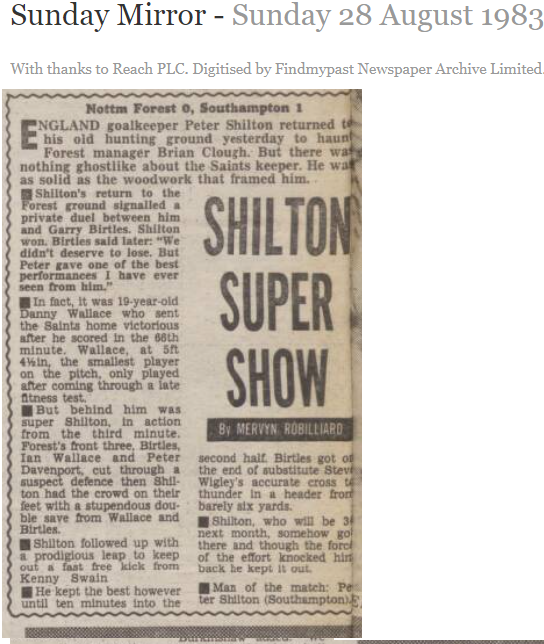 Sunday Mirror - Sunday 28 August 1983
With thanks to Reach PLC. Digitised by Findmypast Newspaper Archive Limited.
Nottm Forest 0, Southampton 1
ENGLAND goalkeeper Peter Shilton returned t
his old hunting ground yesterday to haun
Forest manager Brian Clough. But there wa
nothing ghostlike about the Saints keeper. He wa
as solid as the woodwork that framed him.
Shilton's return to the
Forest ground signalled a
private duel between him
and Garry Birtles. Shilton
won. Birtles said later: “We
didn't deserve to lose. But
Peter gave one of the best
performances I have ever
seen from him.”
In fact, it was 19-year-old
Danny Wallace who sent
the Saints home victorious
after he scored in the 66th
minute. Wallace, at 5ft
4½in, the smallest player
on the pitch, only played
after coming through a late
fitness test.
But behind him was
super Shilton, in action
from the third minute.
Forest's front three, Birtles,
Ian Wallace and Peter
Davenport, cut through a
suspect defence then Shil-
ton had the crowd on their
feet with a stupendous dou-
ble save from Wallace and
Birtles.
Shilton followed up with
a prodigious leap to keep
out a fast free kick from
Kenny Swain
He kept the best however
until ten minutes into the
SHILTON
SUPER
SHOW
By MERVYN ROBILLIARD
second half. Birtles got o
the end of substitute Stev
Wigley's accurate cross t
thunder in a header from
barely six yards.
Shilton, who will be 3
next month, somehow go
there and though the forc
of the effort knocked him
back he kept it out.
Man of the match: Pe
ter Shilton (Southampton).